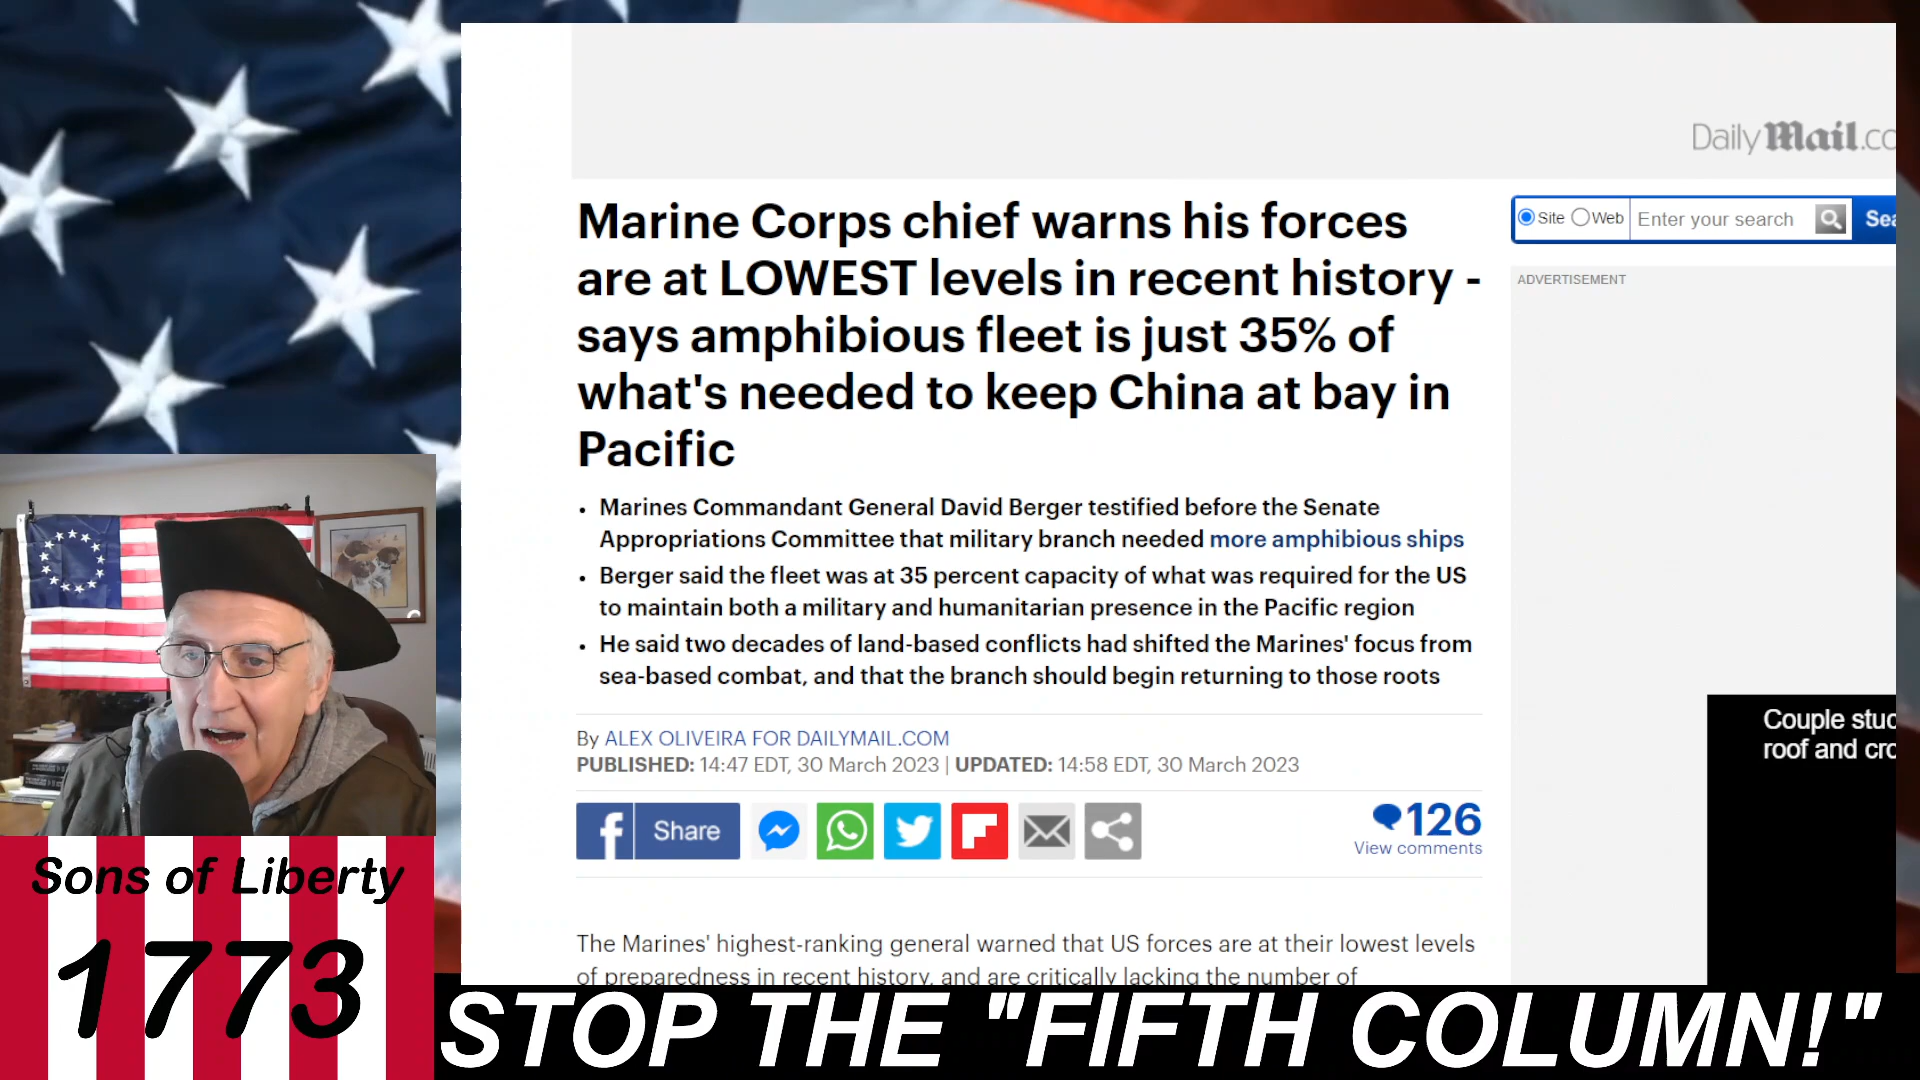 DailyMail.co
Marine Corps chief warns his forces
are at LOWEST levels in recent history -
says amphibious fleet is just 35% of
what's needed to keep China at bay in
Pacific
Site Web Enter your search Sea
ADVERTISEMENT
• Marines Commandant General David Berger testified before the Senate
Appropriations Committee that military branch needed more amphibious ships
• Berger said the fleet was at 35 percent capacity of what was required for the US
to maintain both a military and humanitarian presence in the Pacific region
• He said two decades of land-based conflicts had shifted the Marines' focus from
sea-based combat, and that the branch should begin returning to those roots
By ALEX OLIVEIRA FOR DAILYMAIL.COM
PUBLISHED: 14:47 EDT, 30 March 2023 | UPDATED: 14:58 EDT, 30 March 2023
f Share
126
View comments
Couple stuc
roof and cro
The Marines' highest-ranking general warned that US forces are at their lowest levels
of preparedness in recent history, and are critically lacking the number of
Sons of Liberty
1773
STOP THE "FIFTH COLUMN!"